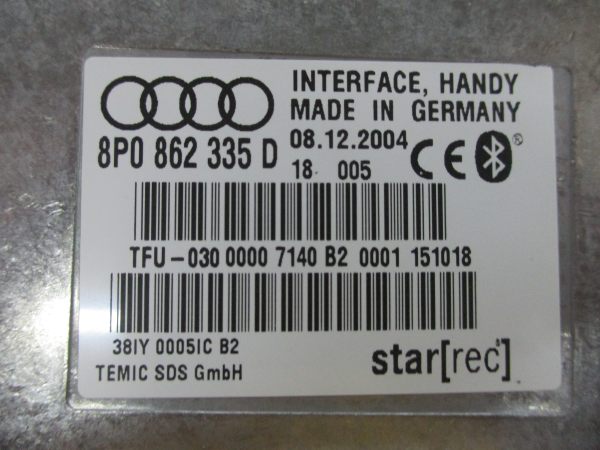 INTERFACE, HANDY
MADE IN GERMANY
8P0 862 335 D
08.12.2004
CE
®
18 005
TFU-030 0000 7140 B2 0001 151018
38IY 0005IC B2
TEMIC SDS GmbH
star[rec]